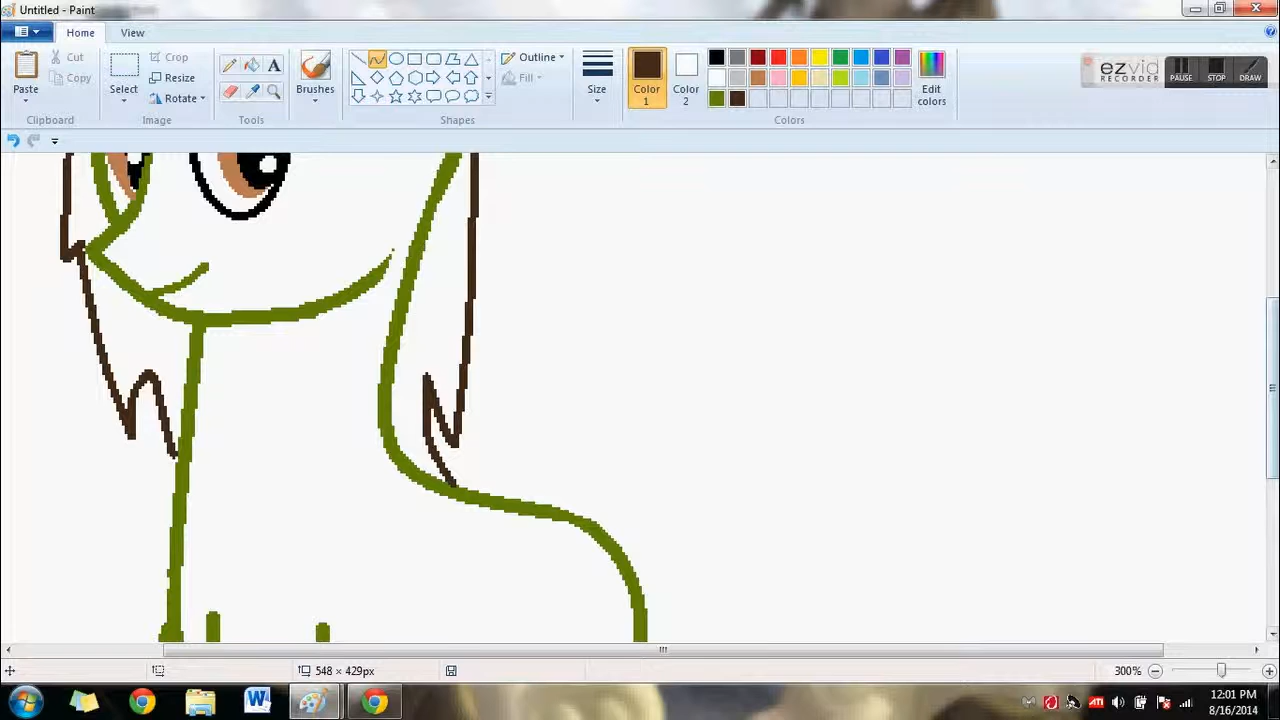 Untitled - Paint
Home View
Paste
Cut
Copy
Clipboard
Select
Crop
Resize
Rotate
Image
A
Tools
Brushes
Outline
Fill
Shapes
Size
Color 1
Color 2
Edit colors
Colors
ezvid
RECORDER
PAUSE STOP DRAW
548 × 429px
300%
12:01 PM
8/16/2014